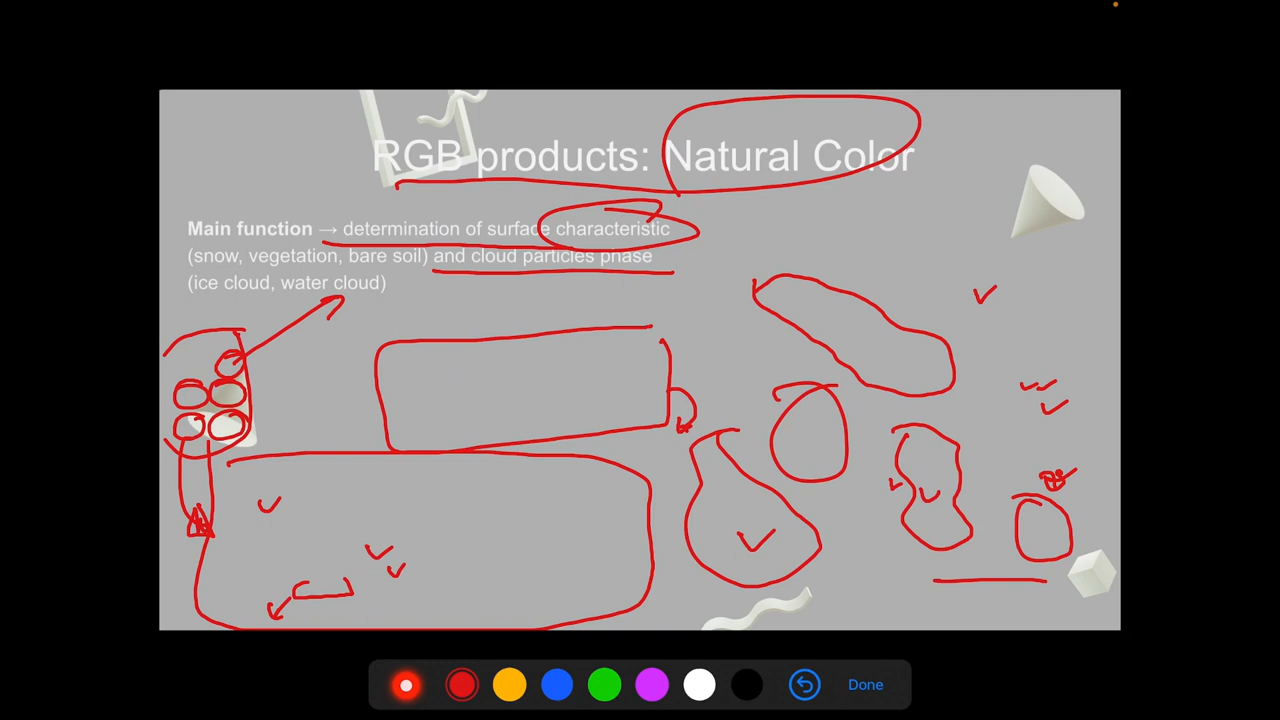 RGB products: Natural Color
Main function → determination of surface characteristic
(snow, vegetation, bare soil) and cloud particles phase
(ice cloud, water cloud)
Done